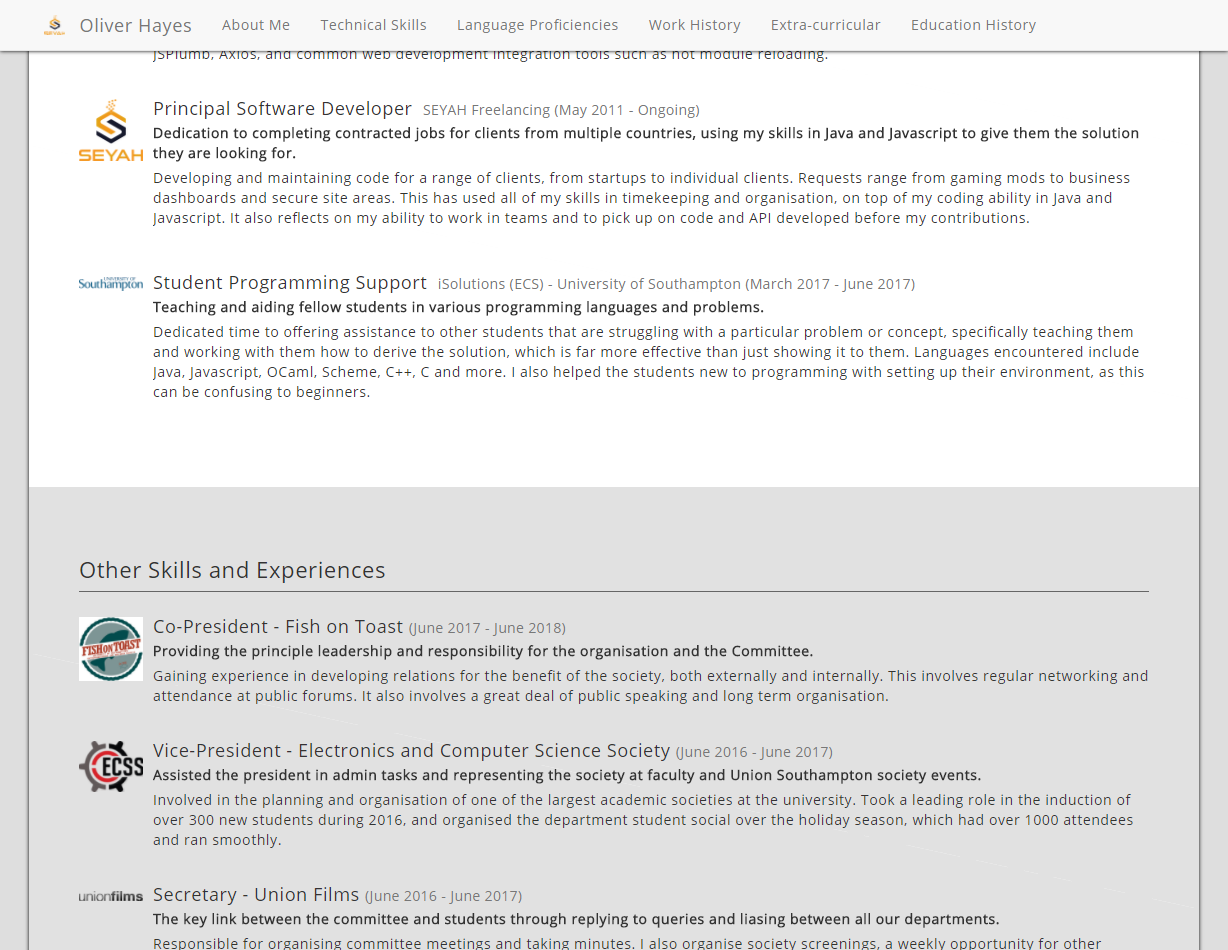 Oliver Hayes About Me Technical Skills Language Proficiencies Work History Extra-curricular Education History
JSPlumb, Axios, and common web development integration tools such as hot module reloading.
Principal Software Developer SEYAH Freelancing (May 2011 - Ongoing)
SEYAH
Dedication to completing contracted jobs for clients from multiple countries, using my skills in Java and Javascript to give them the solution
they are looking for.
Developing and maintaining code for a range of clients, from startups to individual clients. Requests range from gaming mods to business
dashboards and secure site areas. This has used all of my skills in timekeeping and organisation, on top of my coding ability in Java and
Javascript. It also reflects on my ability to work in teams and to pick up on code and API developed before my contributions.
UNIVERSITY OF
Southampton
Student Programming Support iSolutions (ECS) - University of Southampton (March 2017 - June 2017)
Teaching and aiding fellow students in various programming languages and problems.
Dedicated time to offering assistance to other students that are struggling with a particular problem or concept, specifically teaching them
and working with them how to derive the solution, which is far more effective than just showing it to them. Languages encountered include
Java, Javascript, OCaml, Scheme, C++, C and more. I also helped the students new to programming with setting up their environment, as this
can be confusing to beginners.
Other Skills and Experiences
FISH ON TOAST
Co-President - Fish on Toast (June 2017 - June 2018)
Providing the principle leadership and responsibility for the organisation and the Committee.
Gaining experience in developing relations for the benefit of the society, both externally and internally. This involves regular networking and
attendance at public forums. It also involves a great deal of public speaking and long term organisation.
ECSS
Vice-President - Electronics and Computer Science Society (June 2016 - June 2017)
Assisted the president in admin tasks and representing the society at faculty and Union Southampton society events.
Involved in the planning and organisation of one of the largest academic societies at the university. Took a leading role in the induction of
over 300 new students during 2016, and organised the department student social over the holiday season, which had over 1000 attendees
and ran smoothly.
unionfilms
Secretary - Union Films (June 2016 - June 2017)
The key link between the committee and students through replying to queries and liasing between all our departments.
Responsible for organising committee meetings and taking minutes. I also organise society screenings, a weekly opportunity for other